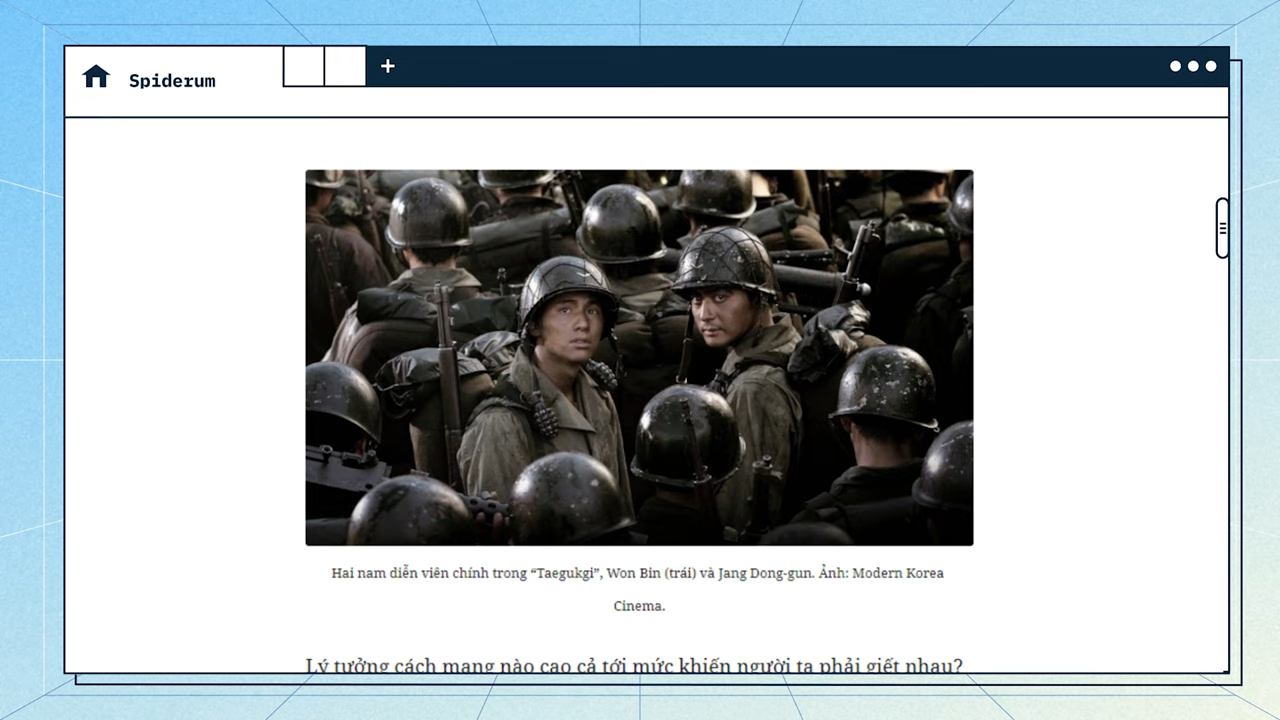 Spiderum
Hai nam diễn viên chính trong “Taegukgi”, Won Bin (trái) và Jang Dong-gun. Ảnh: Modern Korea
Cinema.
Lý tưởng cách mạng nào cao cả tới mức khiến người ta phải giết nhau?